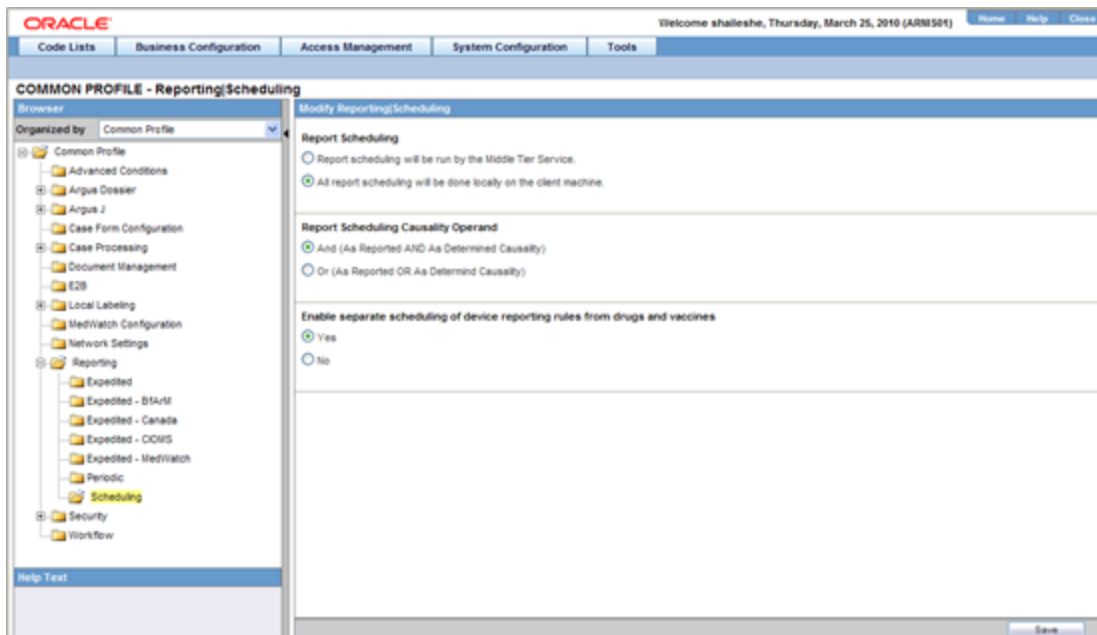 ORACLE
Welcome shaileshe, Thursday, March 25, 2010 (ARMIS01)
Home Help Close
Code Lists Business Configuration Access Management System Configuration Tools
COMMON PROFILE - Reporting|Scheduling
Browser
Organized by Common Profile
Common Profile
Advanced Conditions
Argus Dossier
Argus J
Case Form Configuration
Case Processing
Document Management
E2B
Local Labeling
MedWatch Configuration
Network Settings
Reporting
Expedited
Expedited - BfArM
Expedited - Canada
Expedited - CIOMS
Expedited - MedWatch
Periodic
Scheduling
Security
Workflow
Help Text
Modify Reporting|Scheduling
Report Scheduling
Report scheduling will be run by the Middle Tier Service.
All report scheduling will be done locally on the client machine.
Report Scheduling Causality Operand
And (As Reported AND As Determined Causality)
Or (As Reported OR As Determind Causality)
Enable separate scheduling of device reporting rules from drugs and vaccines
Yes
No
Save